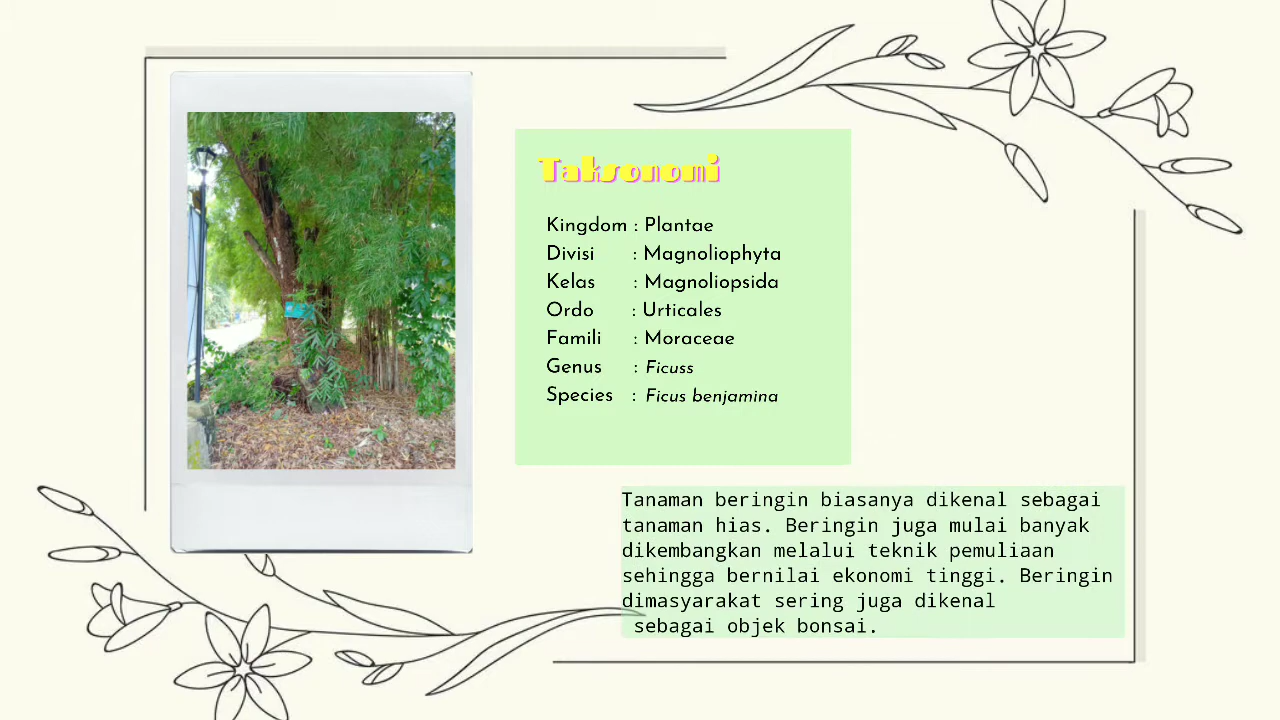 Taksonomi
Kingdom : Plantae
Divisi : Magnoliophyta
Kelas : Magnoliopsida
Ordo : Urticales
Famili : Moraceae
Genus : Ficuss
Species : Ficus benjamina
Tanaman beringin biasanya dikenal sebagai
tanaman hias. Beringin juga mulai banyak
dikembangkan melalui teknik pemuliaan
sehingga bernilai ekonomi tinggi. Beringin
dimasyarakat sering juga dikenal
sebagai objek bonsai.